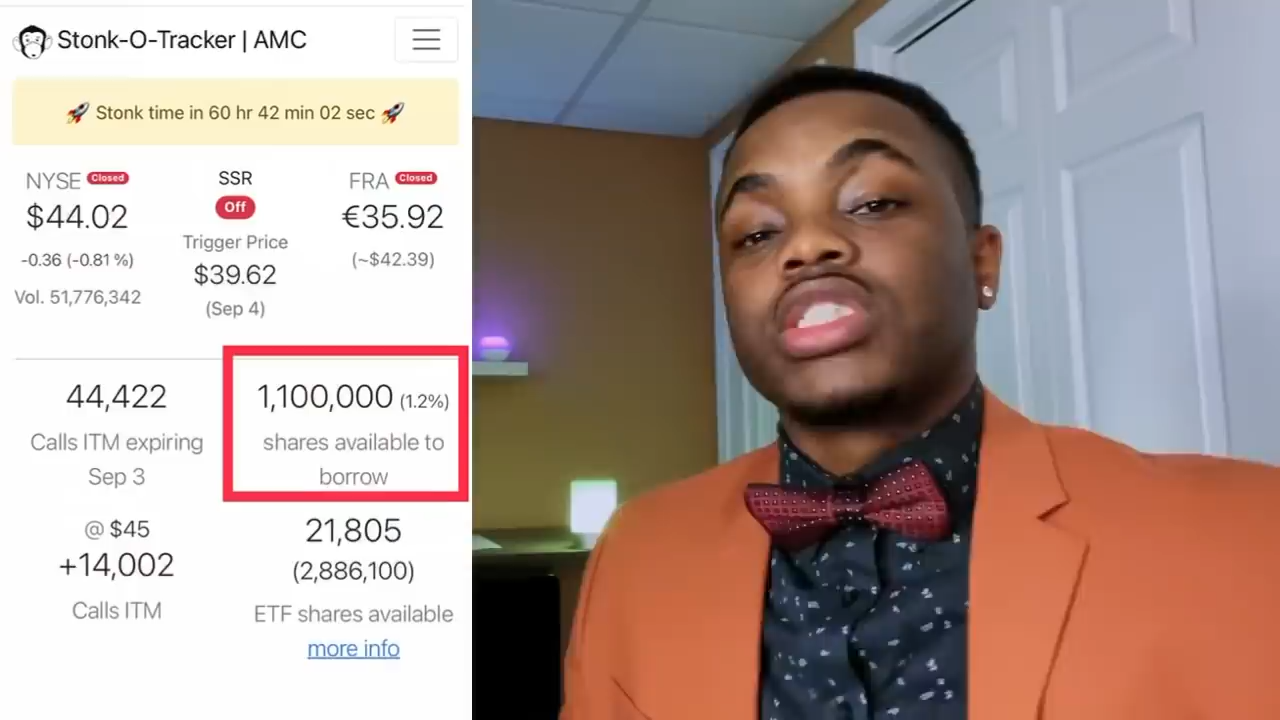 Stonk-O-Tracker | AMC
🚀 Stonk time in 60 hr 42 min 02 sec 🚀
NYSE Closed
$44.02
-0.36 (-0.81 %)
Vol. 51,776,342
SSR
Off
Trigger Price
$39.62
(Sep 4)
FRA Closed
€35.92
(~$42.39)
44,422
Calls ITM expiring
Sep 3
1,100,000 (1.2%)
shares available to
borrow
@ $45
+14,002
Calls ITM
21,805
(2,886,100)
ETF shares available
more info